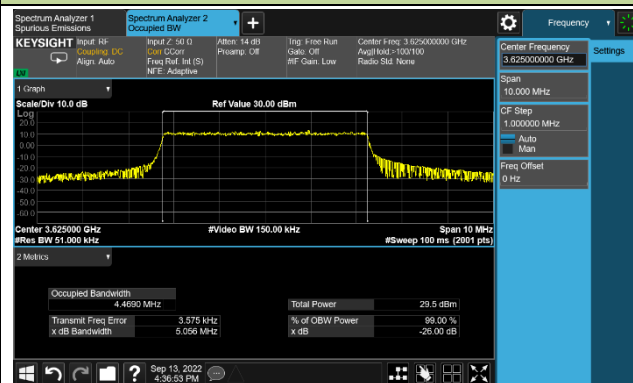 Spectrum Analyzer 1
Spurious Emissions
Spectrum Analyzer 2
Occupied BW
Frequency
KEYSIGHT
Input: RF
Coupling: DC
Align: Auto
Input Z: 50 Ω
Corr CCorr
Freq Ref: Int (S)
NFE: Adaptive
Atten: 14 dB
Preamp: Off
Trig: Free Run
Gate: Off
#IF Gain: Low
Center Freq: 3.625000000 GHz
Avg|Hold:>100/100
Radio Std: None
Center Frequency
3.625000000 GHz
Settings
Span
10.000 MHz
CF Step
1.000000 MHz
Auto
Man
Freq Offset
0 Hz
1 Graph
Scale/Div 10.0 dB
Ref Value 30.00 dBm
Log
20.0
10.0
0.00
-10.0
-20.0
-30.0
-40.0
-50.0
-60.0
Center 3.625000 GHz
#Video BW 150.00 kHz
Span 10 MHz
#Res BW 51.000 kHz
#Sweep 100 ms (2001 pts)
2 Metrics
Occupied Bandwidth
4.4690 MHz
Total Power
29.5 dBm
Transmit Freq Error
3.575 kHz
% of OBW Power
99.00 %
x dB Bandwidth
5.056 MHz
x dB
-26.00 dB
Sep 13, 2022
4:36:53 PM